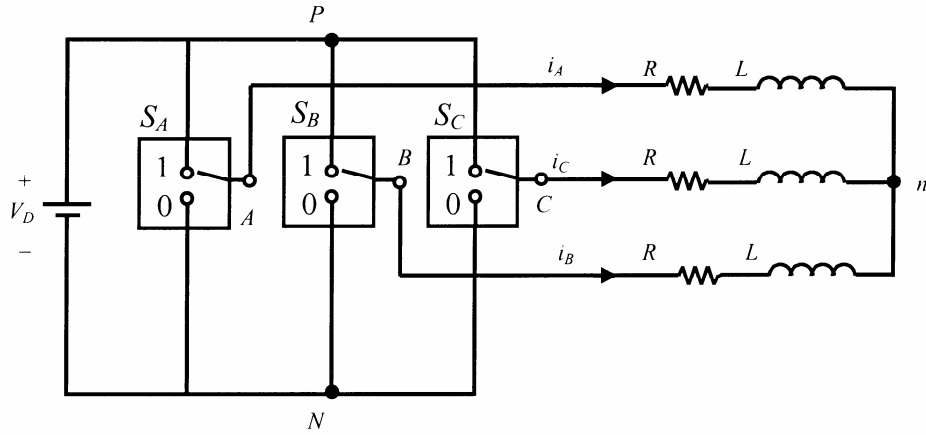 P
i_A R L
S_A S_B S_C
1 1 B 1 i_C R L
+ n
V_D 0 A 0 0 C
− i_B R L
N